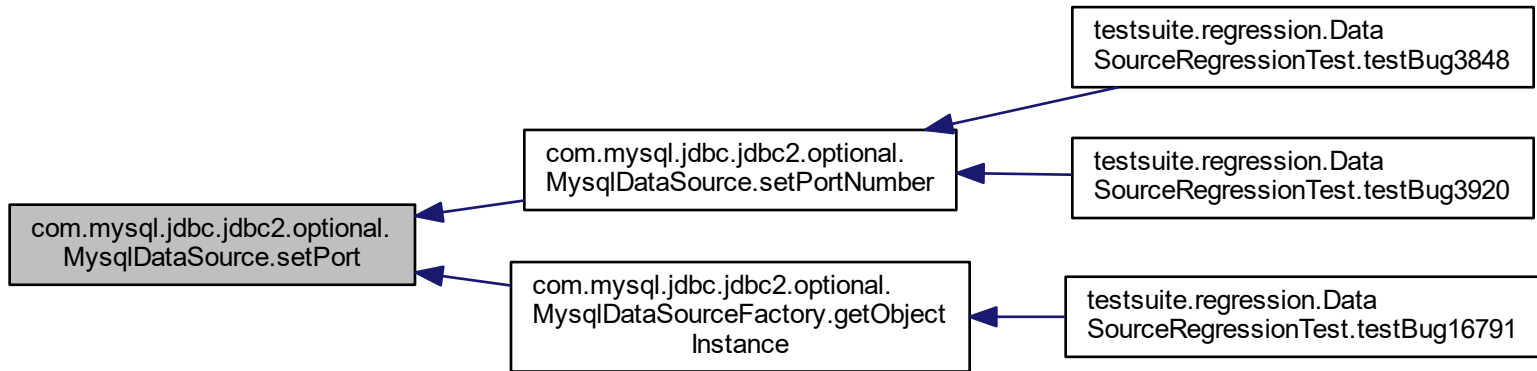 testsuite.regression.Data
SourceRegressionTest.testBug3848
com.mysql.jdbc.jdbc2.optional.
MysqlDataSource.setPortNumber
testsuite.regression.Data
SourceRegressionTest.testBug3920
com.mysql.jdbc.jdbc2.optional.
MysqlDataSource.setPort
com.mysql.jdbc.jdbc2.optional.
MysqlDataSourceFactory.getObject
Instance
testsuite.regression.Data
SourceRegressionTest.testBug16791